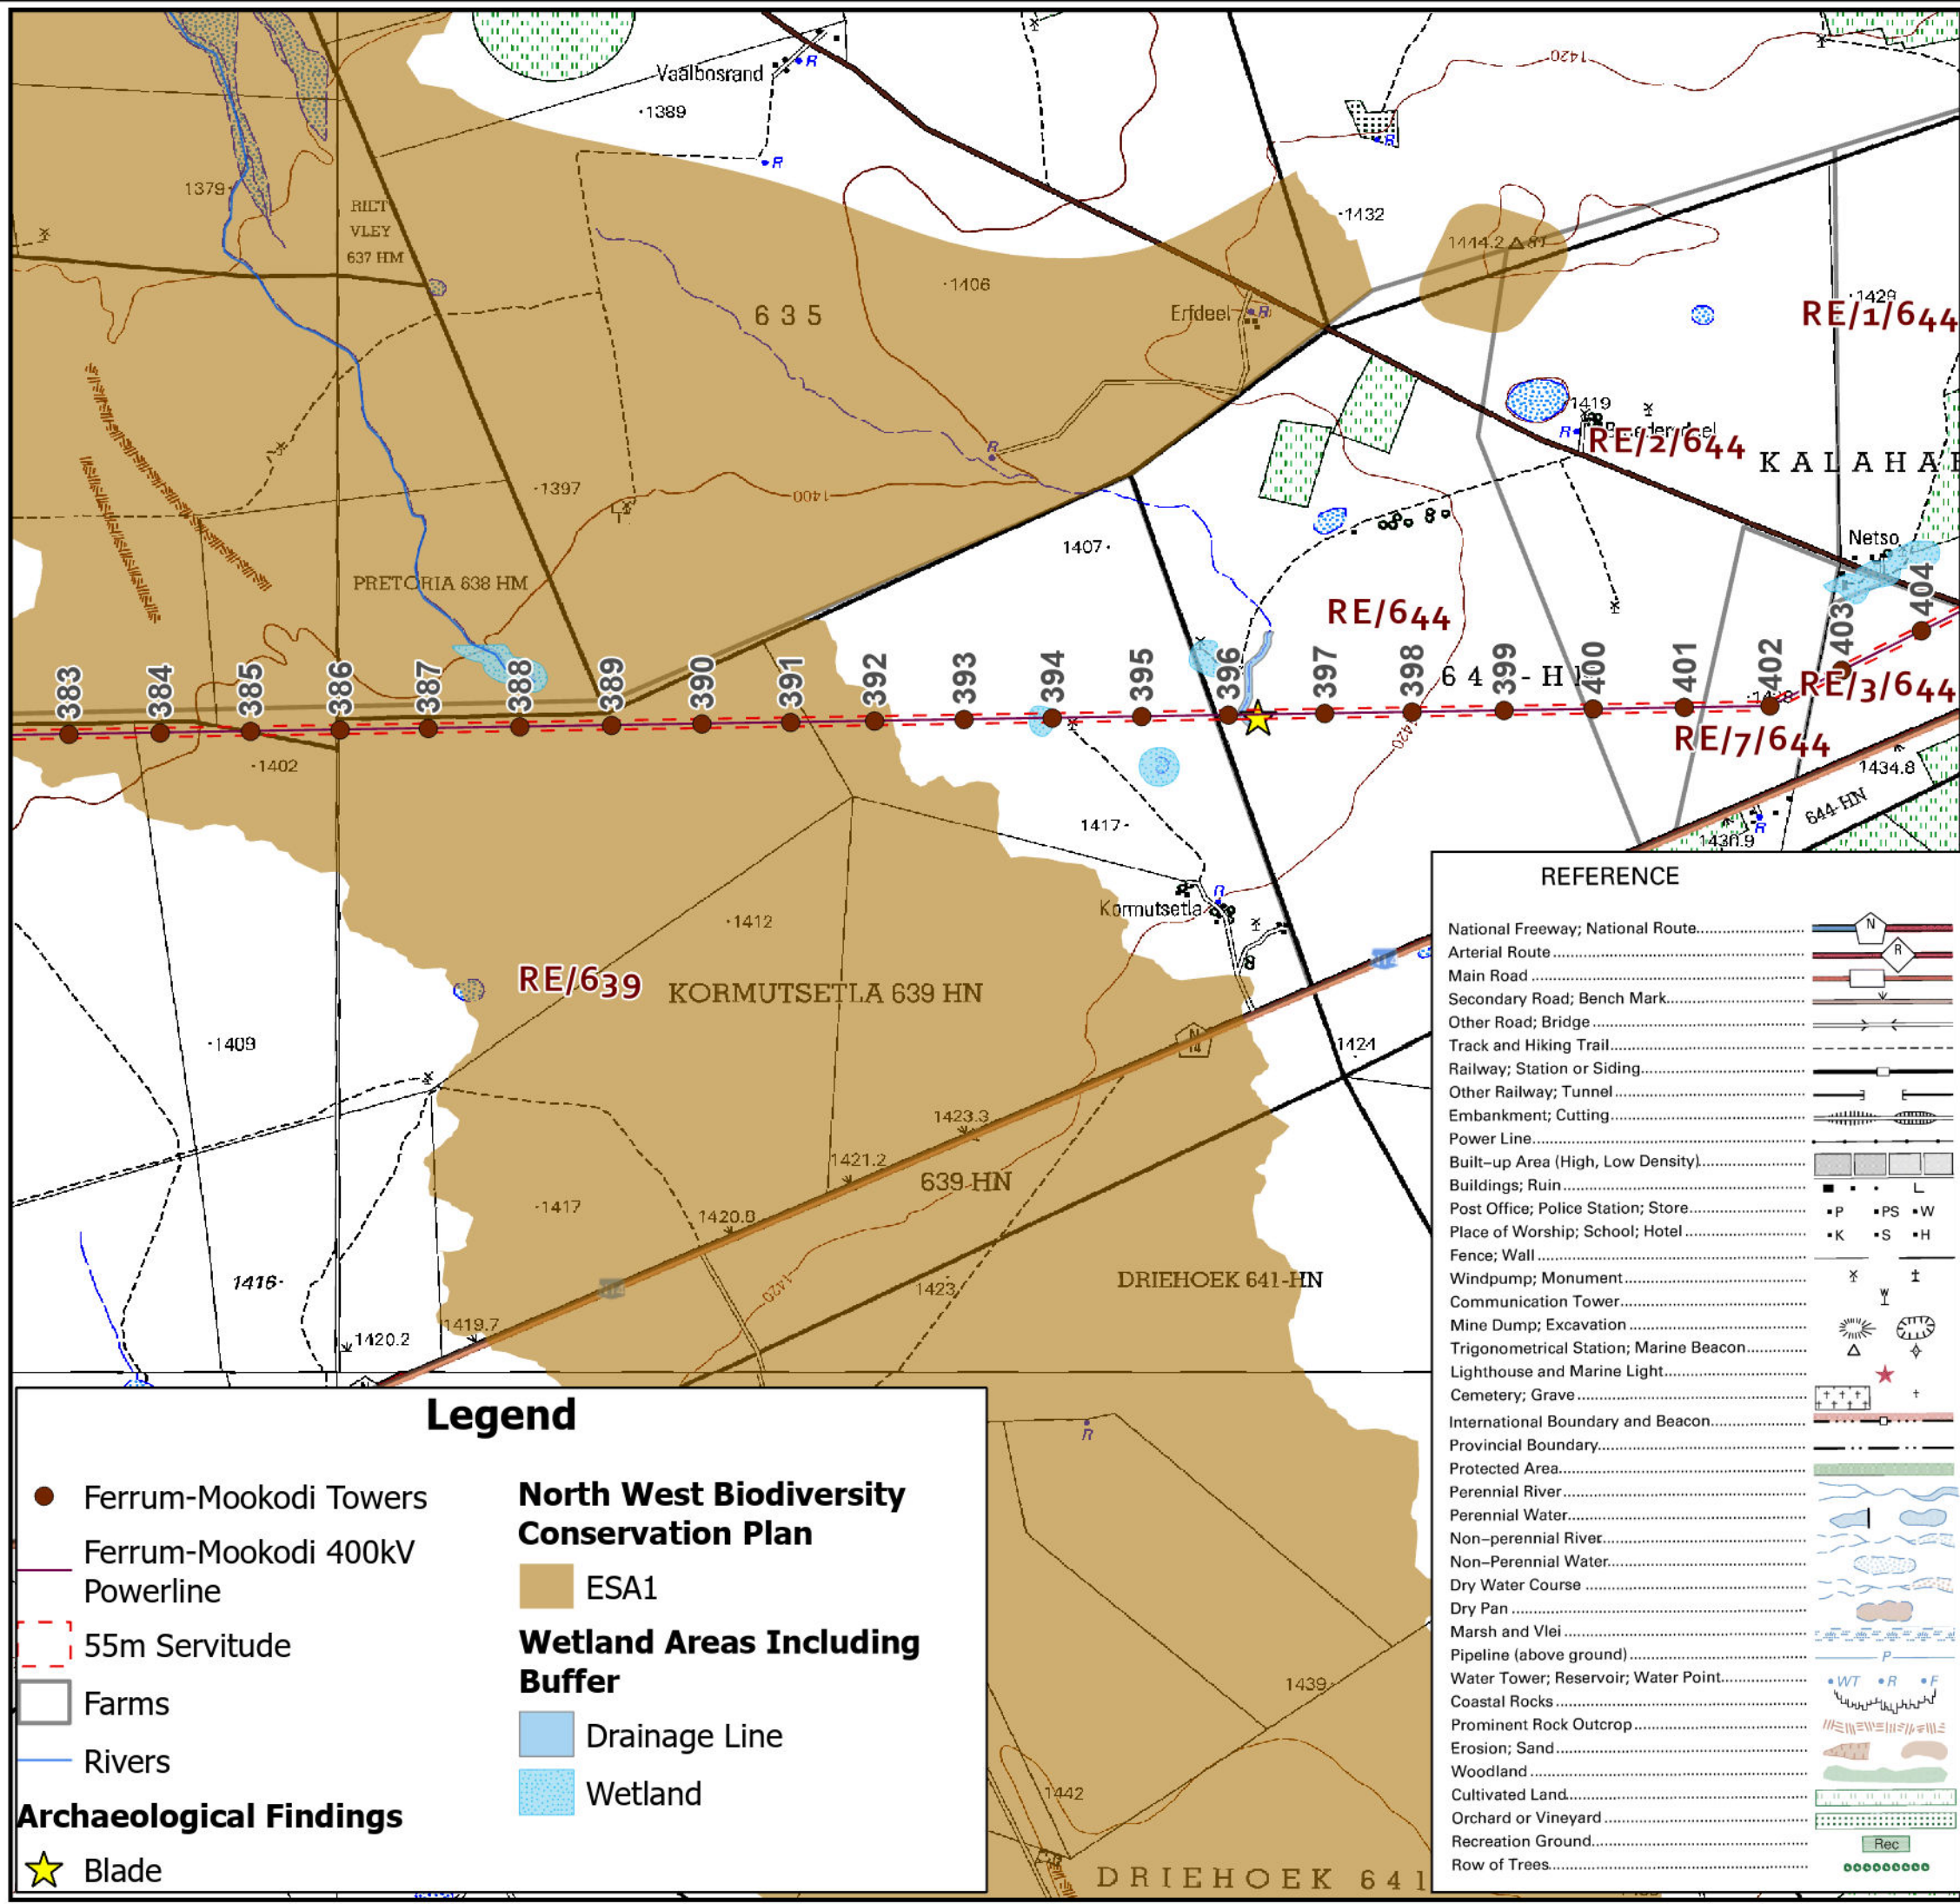 Vaalbosrand
R
1389
R
1420
R
1379
RIET
VLEY
637 HM
1432
1444.2
1406
635
Erfdeel
R
1429
RE/1/644
1419
R
RE/2/644
KALAHA
R
1397
1400
1407
Netso
PRETORIA 638 HM
RE/644
383
384
385
386
387
388
389
390
391
392
393
394
395
396
397
398
399
400
401
402
403
404
RE/3/644
RE/7/644
1402
1420
1434.8
644-HN
R
1430.9
1417
R
Kormutsetla
1412
RE/639
KORMUTSETLA 639 HN
1409
N
14
1424
1423.3
1421.2
639 HN
1417
1420.8
1416
1420
1423
DRIEHOEK 641-HN
1419.7
1420.2
R
1439
1442
DRIEHOEK 641
Legend
Ferrum-Mookodi Towers
Ferrum-Mookodi 400kV
Powerline
55m Servitude
Farms
Rivers
Archaeological Findings
Blade
North West Biodiversity
Conservation Plan
ESA1
Wetland Areas Including
Buffer
Drainage Line
Wetland
REFERENCE
National Freeway; National Route N
Arterial Route R
Main Road
Secondary Road; Bench Mark
Other Road; Bridge
Track and Hiking Trail
Railway; Station or Siding
Other Railway; Tunnel
Embankment; Cutting
Power Line
Built-up Area (High, Low Density)
Buildings; Ruin
Post Office; Police Station; Store P PS W
Place of Worship; School; Hotel K S H
Fence; Wall
Windpump; Monument
Communication Tower
Mine Dump; Excavation
Trigonometrical Station; Marine Beacon
Lighthouse and Marine Light
Cemetery; Grave
International Boundary and Beacon
Provincial Boundary
Protected Area
Perennial River
Perennial Water
Non-perennial River
Non-Perennial Water
Dry Water Course
Dry Pan
Marsh and Vlei
Pipeline (above ground) P
Water Tower; Reservoir; Water Point WT R F
Coastal Rocks
Prominent Rock Outcrop
Erosion; Sand
Woodland
Cultivated Land
Orchard or Vineyard
Recreation Ground Rec
Row of Trees